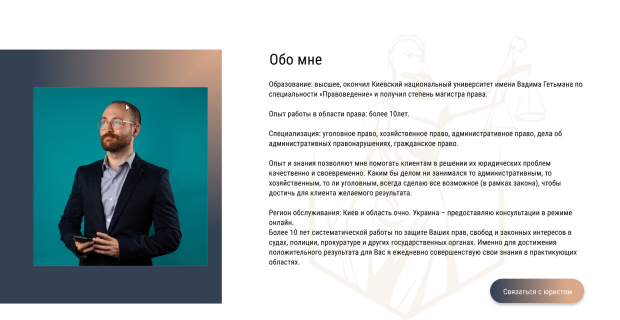 Обо мне
Образование: высшее, окончил Киевский национальный университет имени Вадима Гетьмана по
специальности «Правоведение» и получил степень магистра права.
Опыт работы в области права: более 10лет.
Специализация: уголовное право, хозяйственное право, административное право, дела об
административных правонарушениях, гражданское право.
Опыт и знания позволяют мне помогать клиентам в решении их юридических проблем
качественно и своевременно. Каким бы делом ни занимался то административным, то
хозяйственным, то ли уголовным, всегда сделаю все возможное (в рамках закона), чтобы
достичь для клиента желаемого результата.
Регион обслуживания: Киев и область очно. Украина – предоставляю консультации в режиме
онлайн.
Более 10 лет систематической работы по защите Ваших прав, свобод и законных интересов в
судах, полиции, прокуратуре и других государственных органах. Именно для достижения
положительного результата для Вас я ежедневно совершенствую свои знания в практикующих
областях.
Связаться с юристом